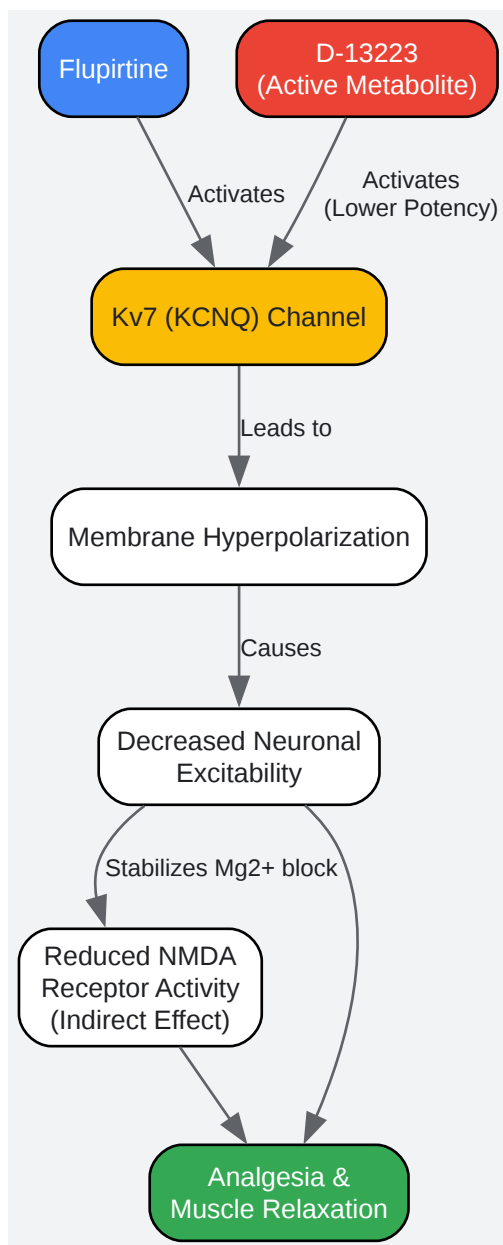 Flupirtine
D-13223
(Active Metabolite)
Activates
Activates
(Lower Potency)
Kv7 (KCNQ) Channel
Leads to
Membrane Hyperpolarization
Causes
Decreased Neuronal
Excitability
Stabilizes Mg2+ block
Reduced NMDA
Receptor Activity
(Indirect Effect)
Analgesia &
Muscle Relaxation